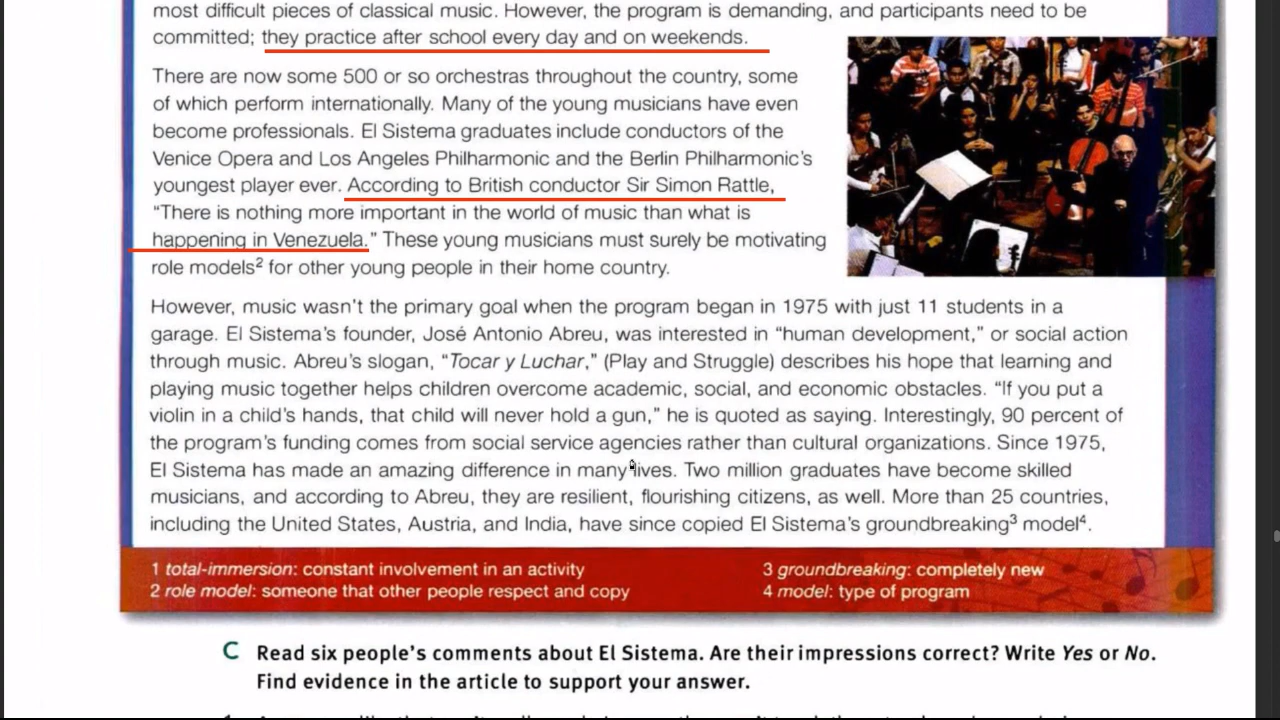 most difficult pieces of classical music. However, the program is demanding, and participants need to be
committed; they practice after school every day and on weekends.
There are now some 500 or so orchestras throughout the country, some
of which perform internationally. Many of the young musicians have even
become professionals. El Sistema graduates include conductors of the
Venice Opera and Los Angeles Philharmonic and the Berlin Philharmonic's
youngest player ever. According to British conductor Sir Simon Rattle,
“There is nothing more important in the world of music than what is
happening in Venezuela.” These young musicians must surely be motivating
role models2 for other young people in their home country.
However, music wasn't the primary goal when the program began in 1975 with just 11 students in a
garage. El Sistema's founder, José Antonio Abreu, was interested in “human development,” or social action
through music. Abreu's slogan, “Tocar y Luchar,” (Play and Struggle) describes his hope that learning and
playing music together helps children overcome academic, social, and economic obstacles. “If you put a
violin in a child's hands, that child will never hold a gun,” he is quoted as saying. Interestingly, 90 percent of
the program's funding comes from social service agencies rather than cultural organizations. Since 1975,
El Sistema has made an amazing difference in many lives. Two million graduates have become skilled
musicians, and according to Abreu, they are resilient, flourishing citizens, as well. More than 25 countries,
including the United States, Austria, and India, have since copied El Sistema's groundbreaking3 model4.
1 total-immersion: constant involvement in an activity
2 role model: someone that other people respect and copy
3 groundbreaking: completely new
4 model: type of program
C Read six people's comments about El Sistema. Are their impressions correct? Write Yes or No.
Find evidence in the article to support your answer.